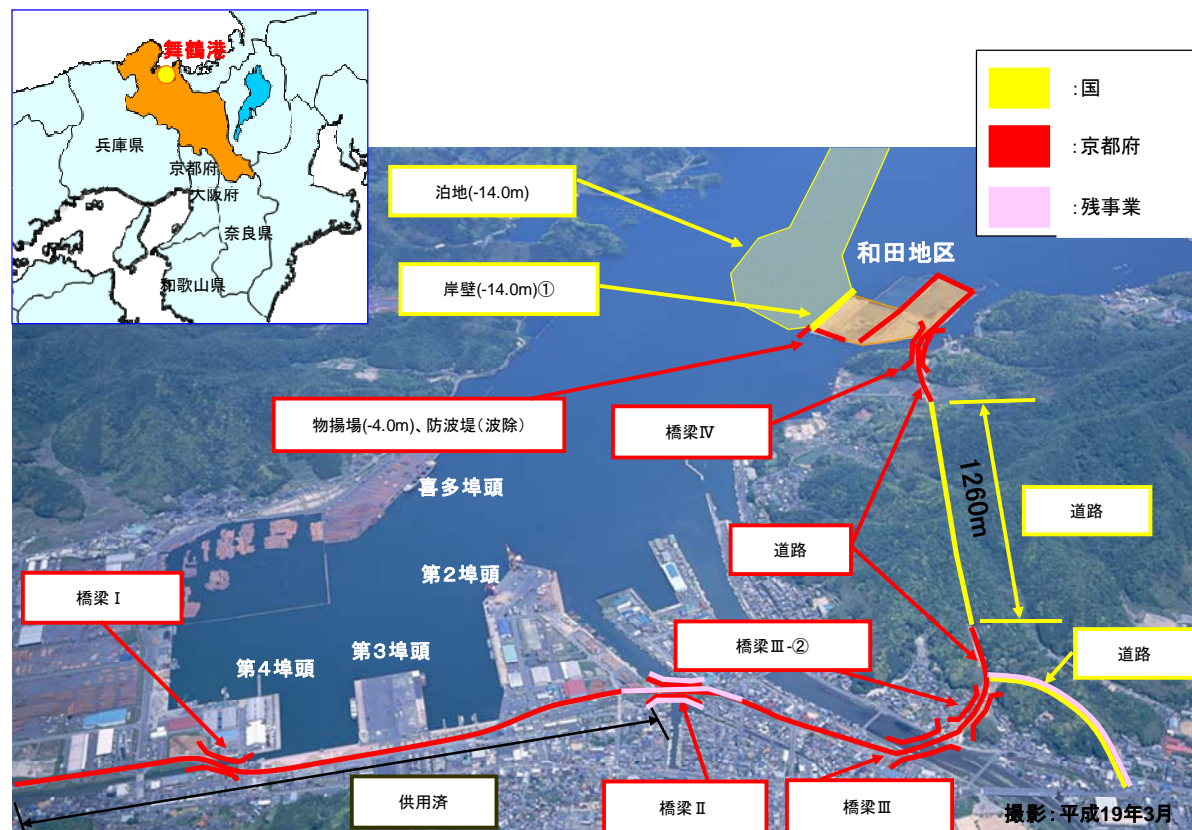 舞鶴港
兵庫県
京都府
大阪府
奈良県
和歌山県
:国
:京都府
:残事業
泊地(-14.0m)
和田地区
岸壁(-14.0m)①
物揚場(-4.0m)、防波堤(波除)
橋梁Ⅳ
1260m
道路
喜多埠頭
道路
第2埠頭
橋梁Ⅰ
橋梁Ⅲ-②
道路
第3埠頭
第4埠頭
供用済
橋梁Ⅱ
橋梁Ⅲ
撮影:平成19年3月